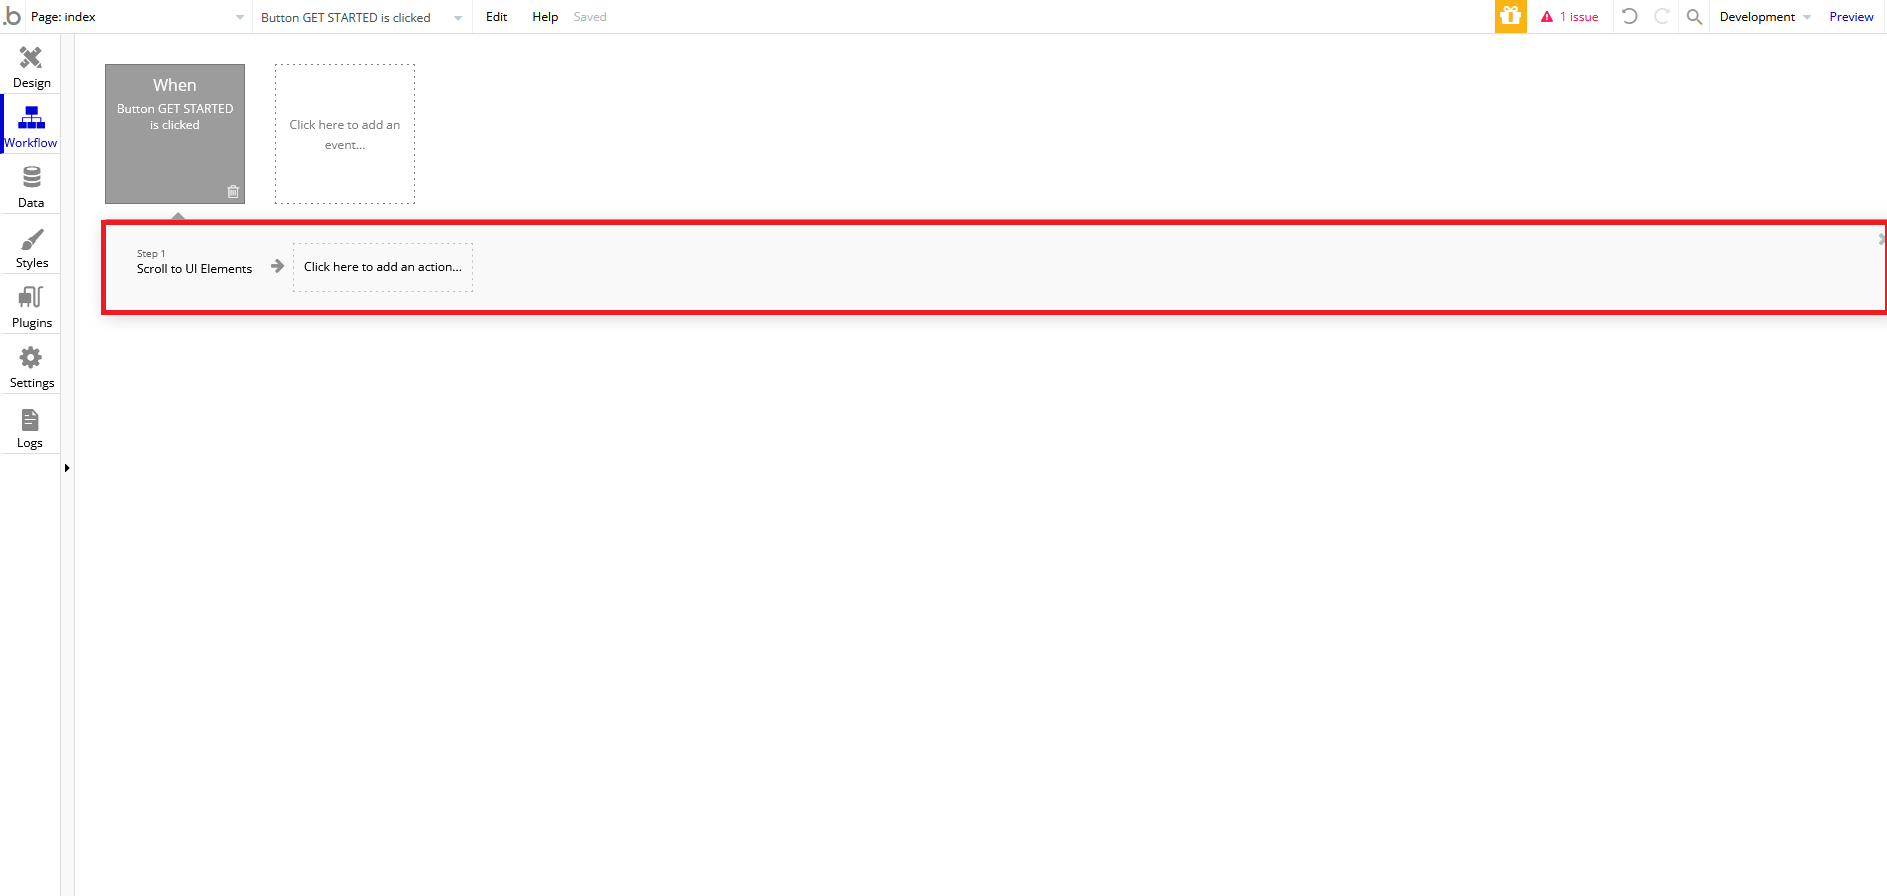 .b Page: index Button GET STARTED is clicked Edit Help Saved 1 issue Development Preview
Design
Workflow
Data
Styles
Plugins
Settings
Logs
When
Button GET STARTED
is clicked
Click here to add an
event...
Step 1
Scroll to UI Elements
Click here to add an action...